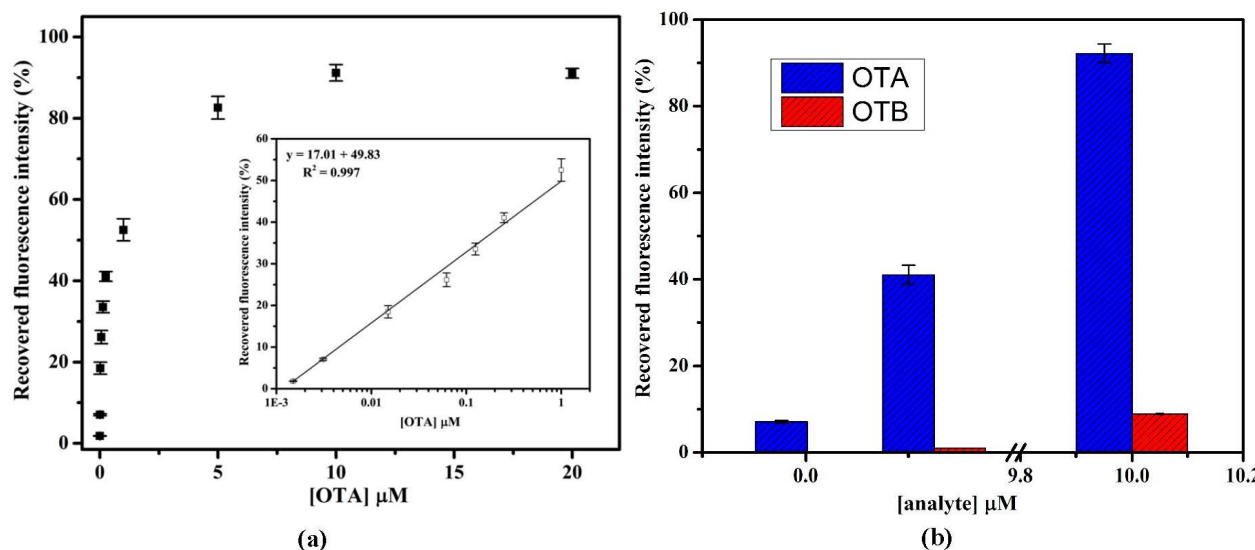 Recovered fluorescence intensity (%)
100
80
60
40
20
0
0
5
10
15
20
[OTA] μM
(a)
Recovered fluorescence intensity (%)
60
50
40
30
20
10
0
y = 17.01 + 49.83
R² = 0.997
1E-3
0.01
0.1
1
[OTA] μM
Recovered fluorescence intensity (%)
100
80
60
40
20
0
OTA
OTB
0.0
9.8
10.0
10.2
[analyte] μM
(b)